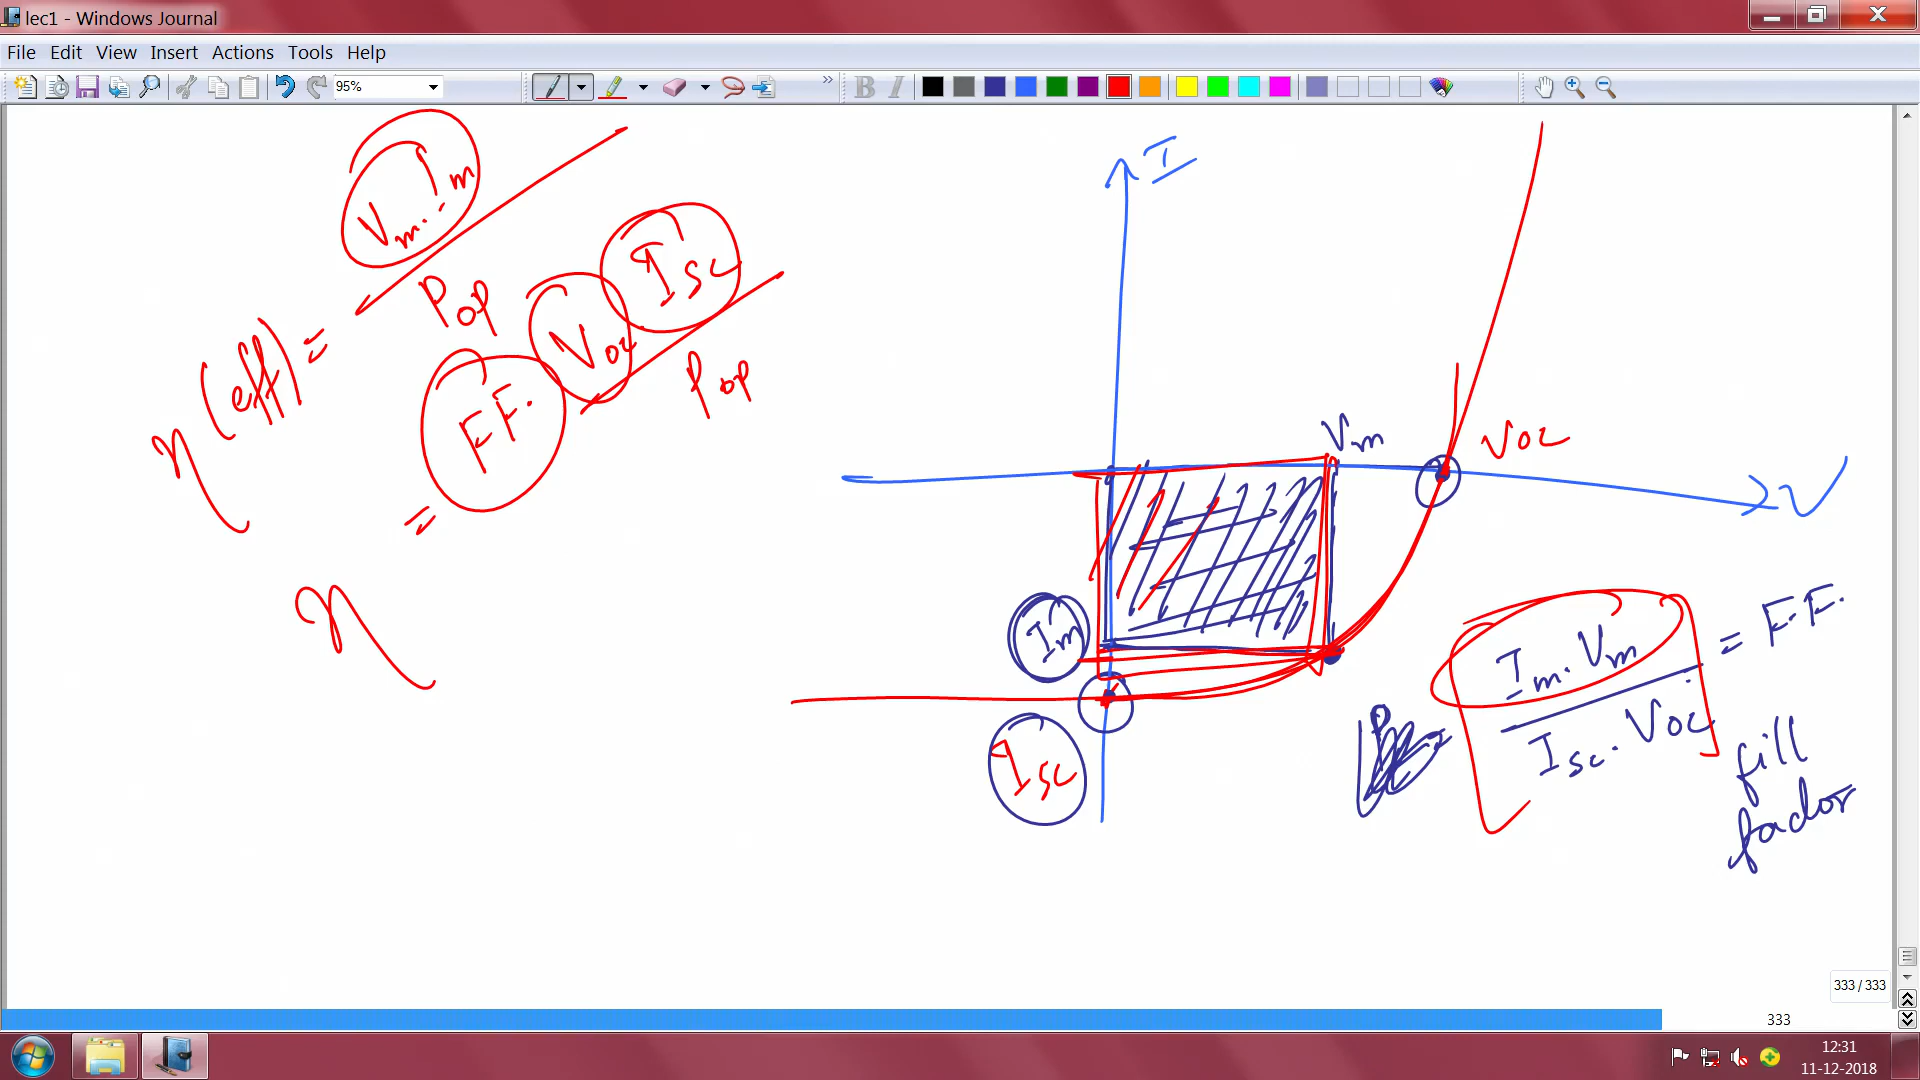 lec1 - Windows Journal
File Edit View Insert Actions Tools Help
95%
B I
η(eff) = Vm. Im
Pop
= F F. Voc Isc
Pop
η
I
V
Vm
Voc
Im
Isc
Im. Vm = F.F.
Isc. Voc
fill
factor
333 / 333
333
12:31
11-12-2018